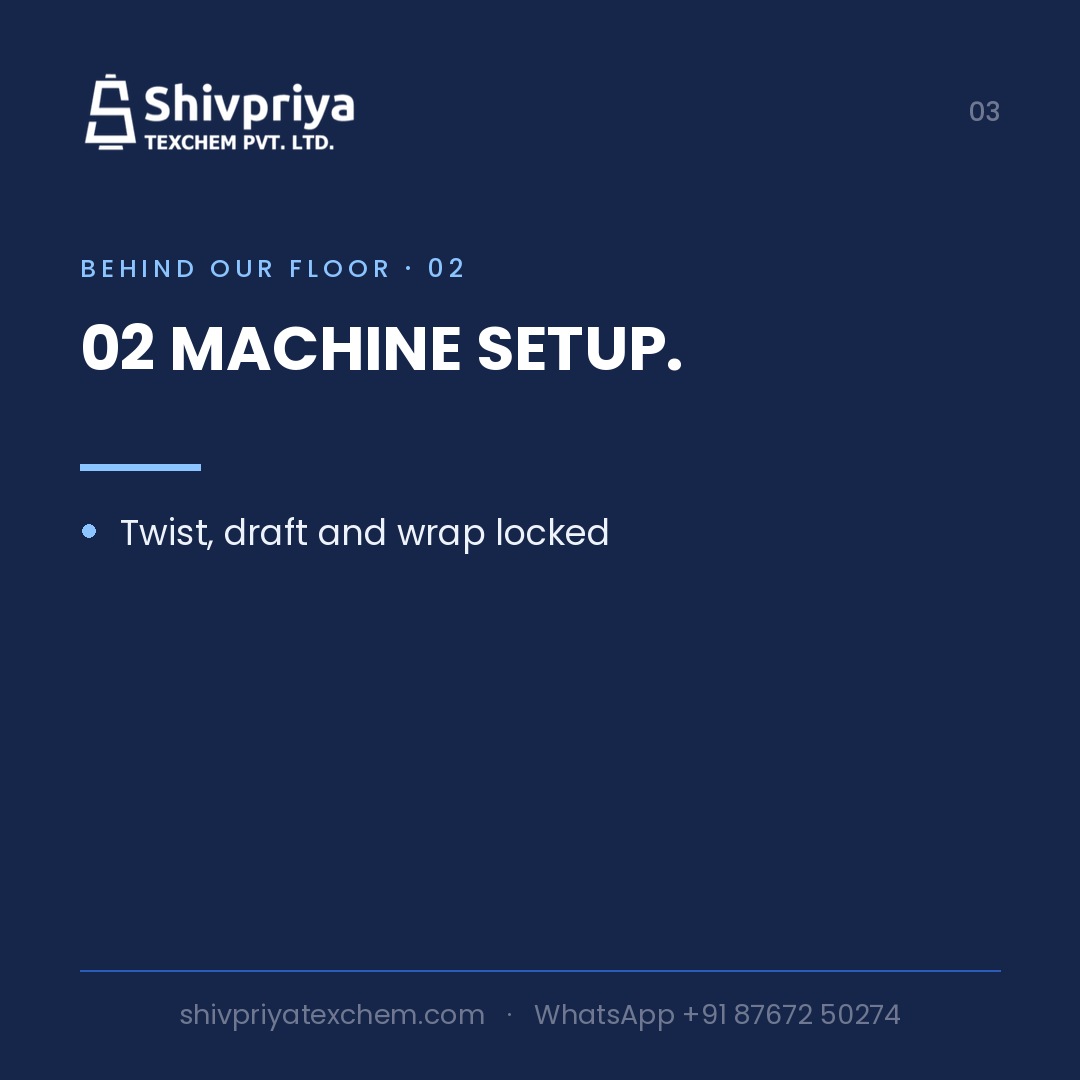 Shivpriya
TEXCHEM PVT. LTD.
03
BEHIND OUR FLOOR · 02
02 MACHINE SETUP.
• Twist, draft and wrap locked
shivpriyatexchem.com · WhatsApp +91 87672 50274